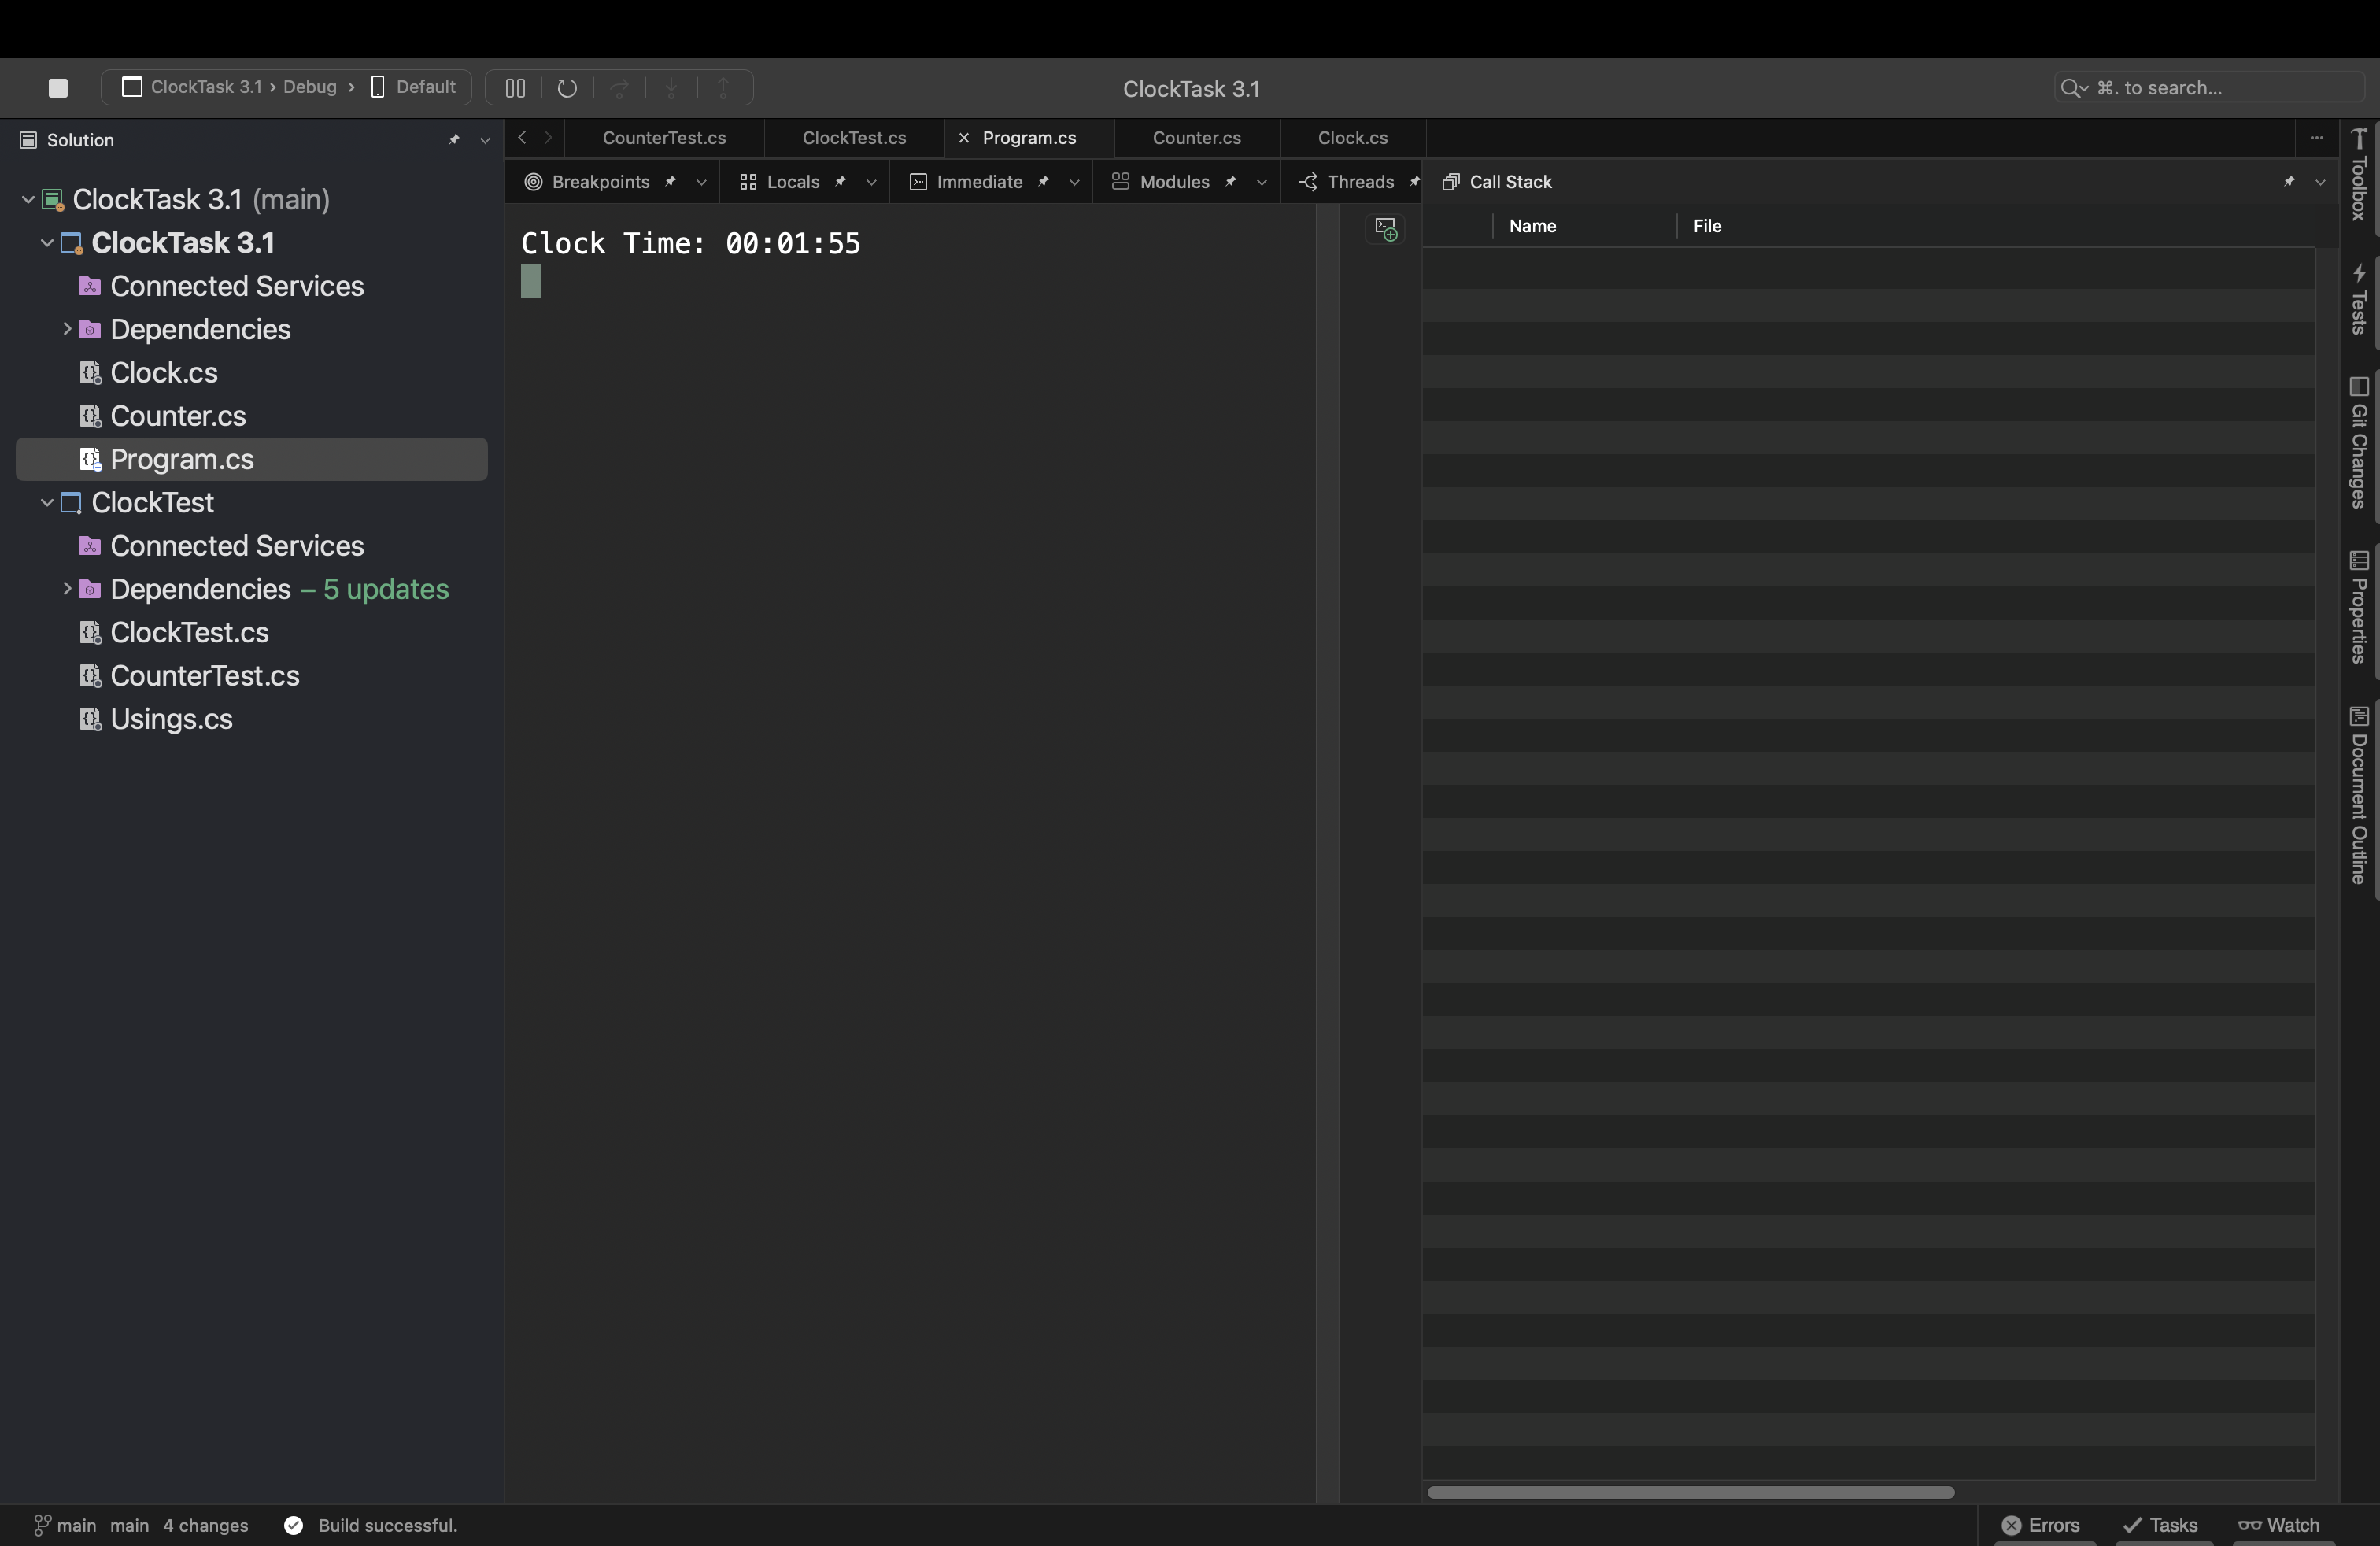 ClockTask 3.1 › Debug › Default
ClockTask 3.1
⌘. to search...
Solution
CounterTest.cs
ClockTest.cs
Program.cs
Counter.cs
Clock.cs
Breakpoints
Locals
Immediate
Modules
Threads
Call Stack
Name
File
ClockTask 3.1 (main)
ClockTask 3.1
Connected Services
Dependencies
Clock.cs
Counter.cs
Program.cs
ClockTest
Connected Services
Dependencies – 5 updates
ClockTest.cs
CounterTest.cs
Usings.cs
Clock Time: 00:01:55
Toolbox
Tests
Git Changes
Properties
Document Outline
main main 4 changes
Build successful.
Errors
Tasks
Watch